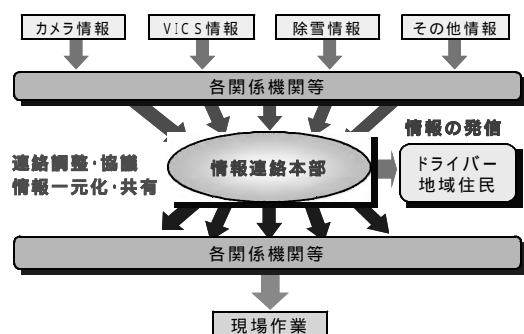 カメラ情報
VICS情報
除雪情報
その他情報
各関係機関等
情報の発信
連絡調整・協議
情報一元化・共有
情報連絡本部
ドライバー
地域住民
各関係機関等
現場作業